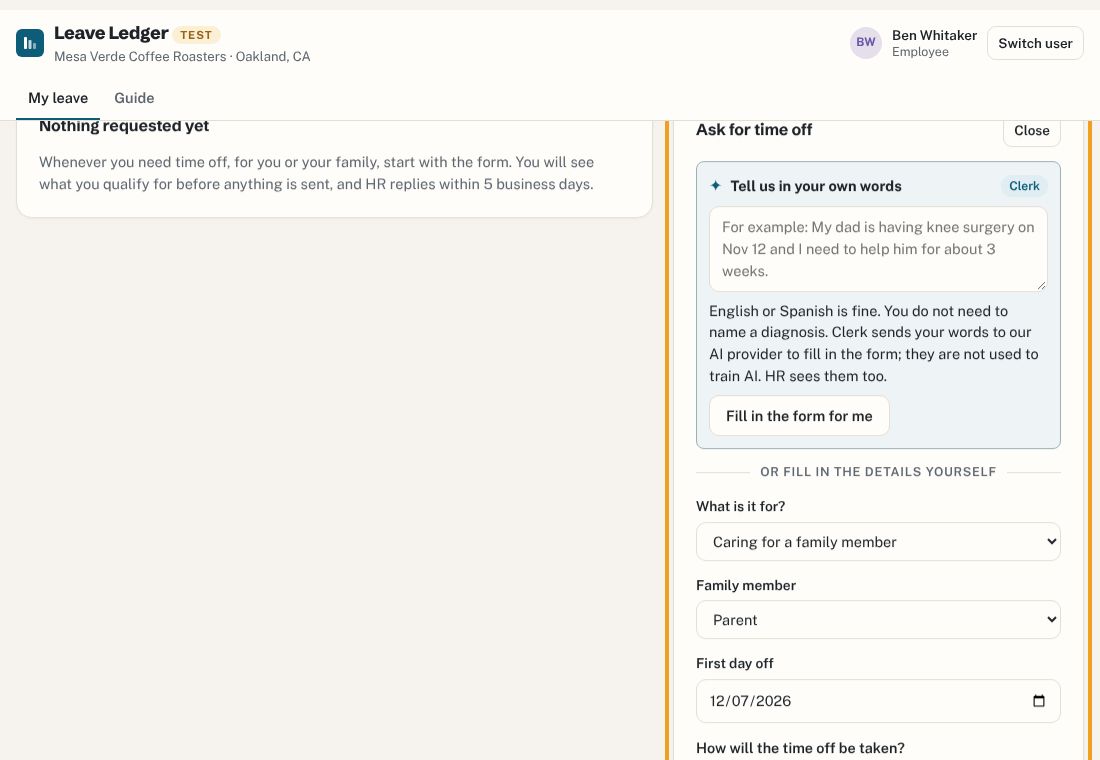 Leave Ledger TEST
Mesa Verde Coffee Roasters · Oakland, CA
BW
Ben Whitaker
Employee
Switch user
My leave
Guide
Nothing requested yet
Whenever you need time off, for you or your family, start with the form. You will see
what you qualify for before anything is sent, and HR replies within 5 business days.
Ask for time off
Close
Tell us in your own words
Clerk
For example: My dad is having knee surgery on
Nov 12 and I need to help him for about 3
weeks.
English or Spanish is fine. You do not need to
name a diagnosis. Clerk sends your words to our
AI provider to fill in the form; they are not used to
train AI. HR sees them too.
Fill in the form for me
OR FILL IN THE DETAILS YOURSELF
What is it for?
Caring for a family member
Family member
Parent
First day off
12/07/2026
How will the time off be taken?